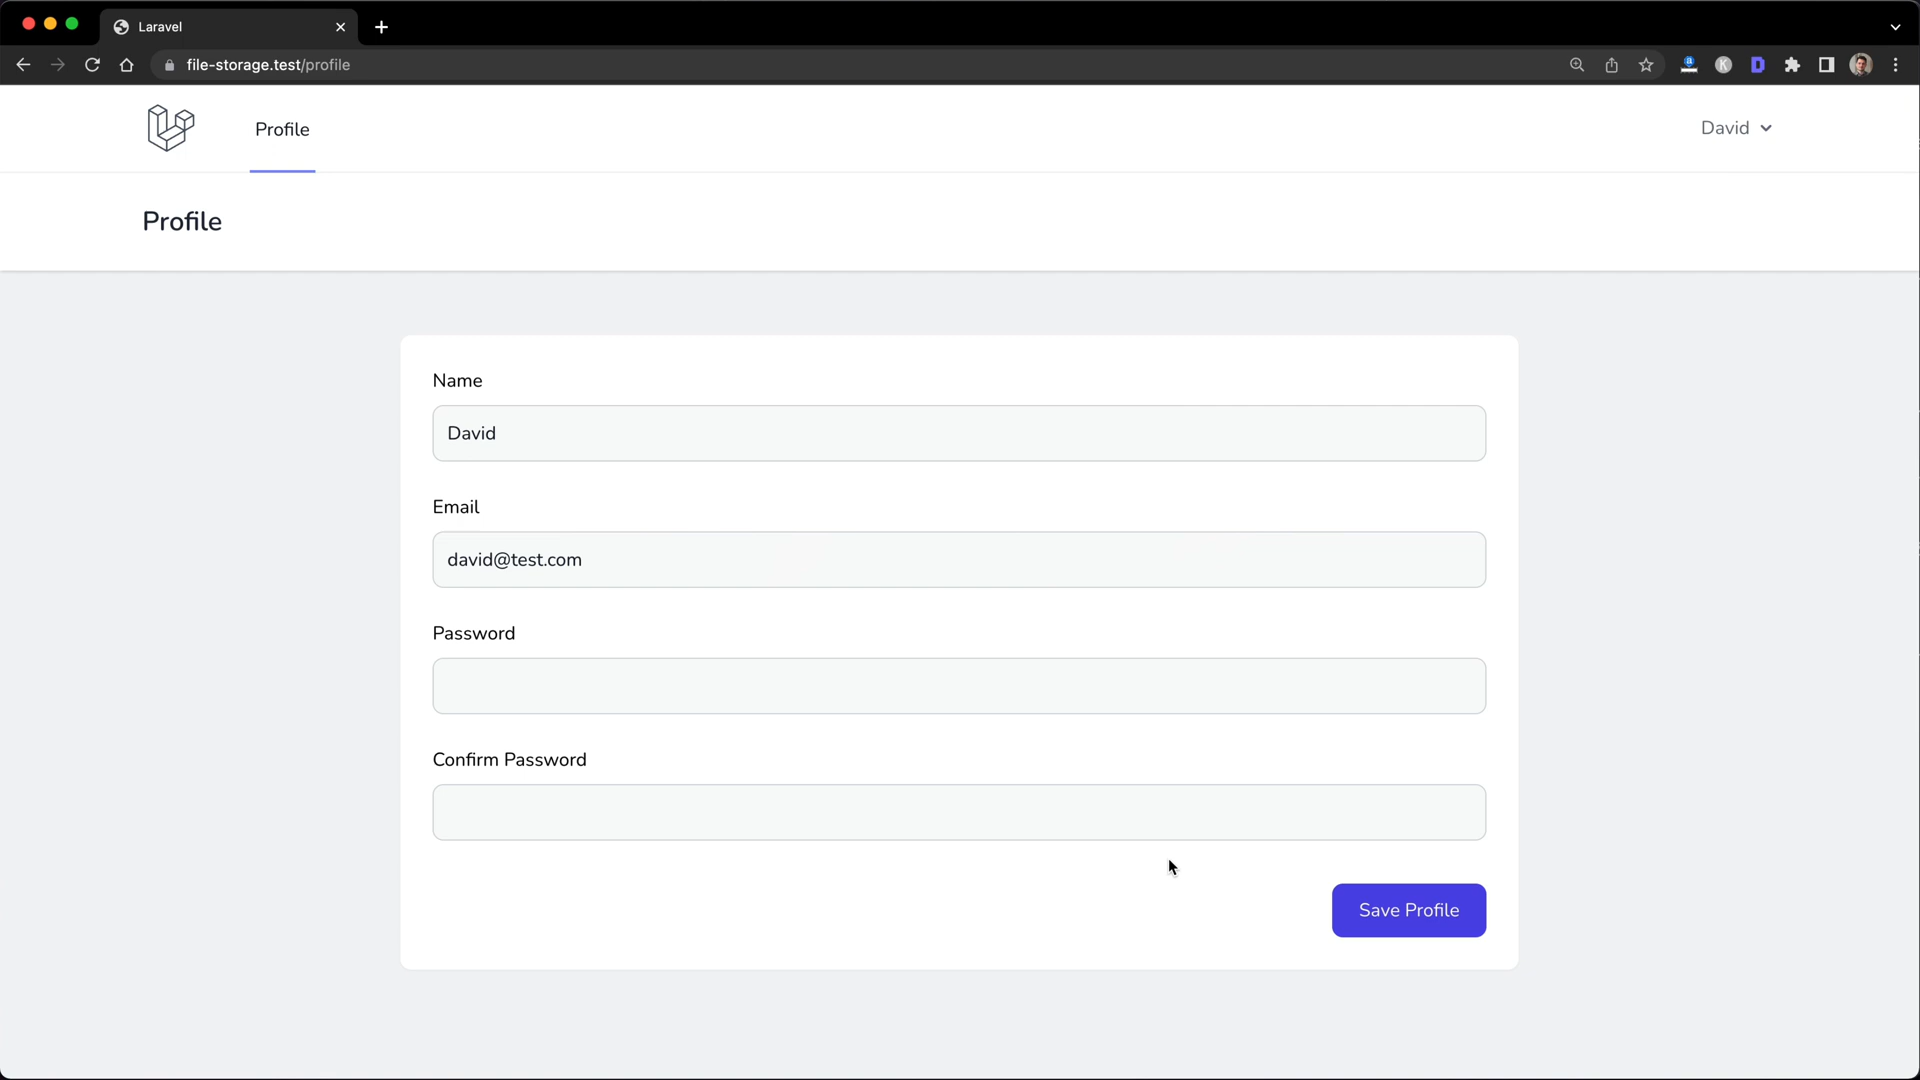 Laravel
file-storage.test/profile
Profile
David
Profile
Name
David
Email
david@test.com
Password
Confirm Password
Save Profile